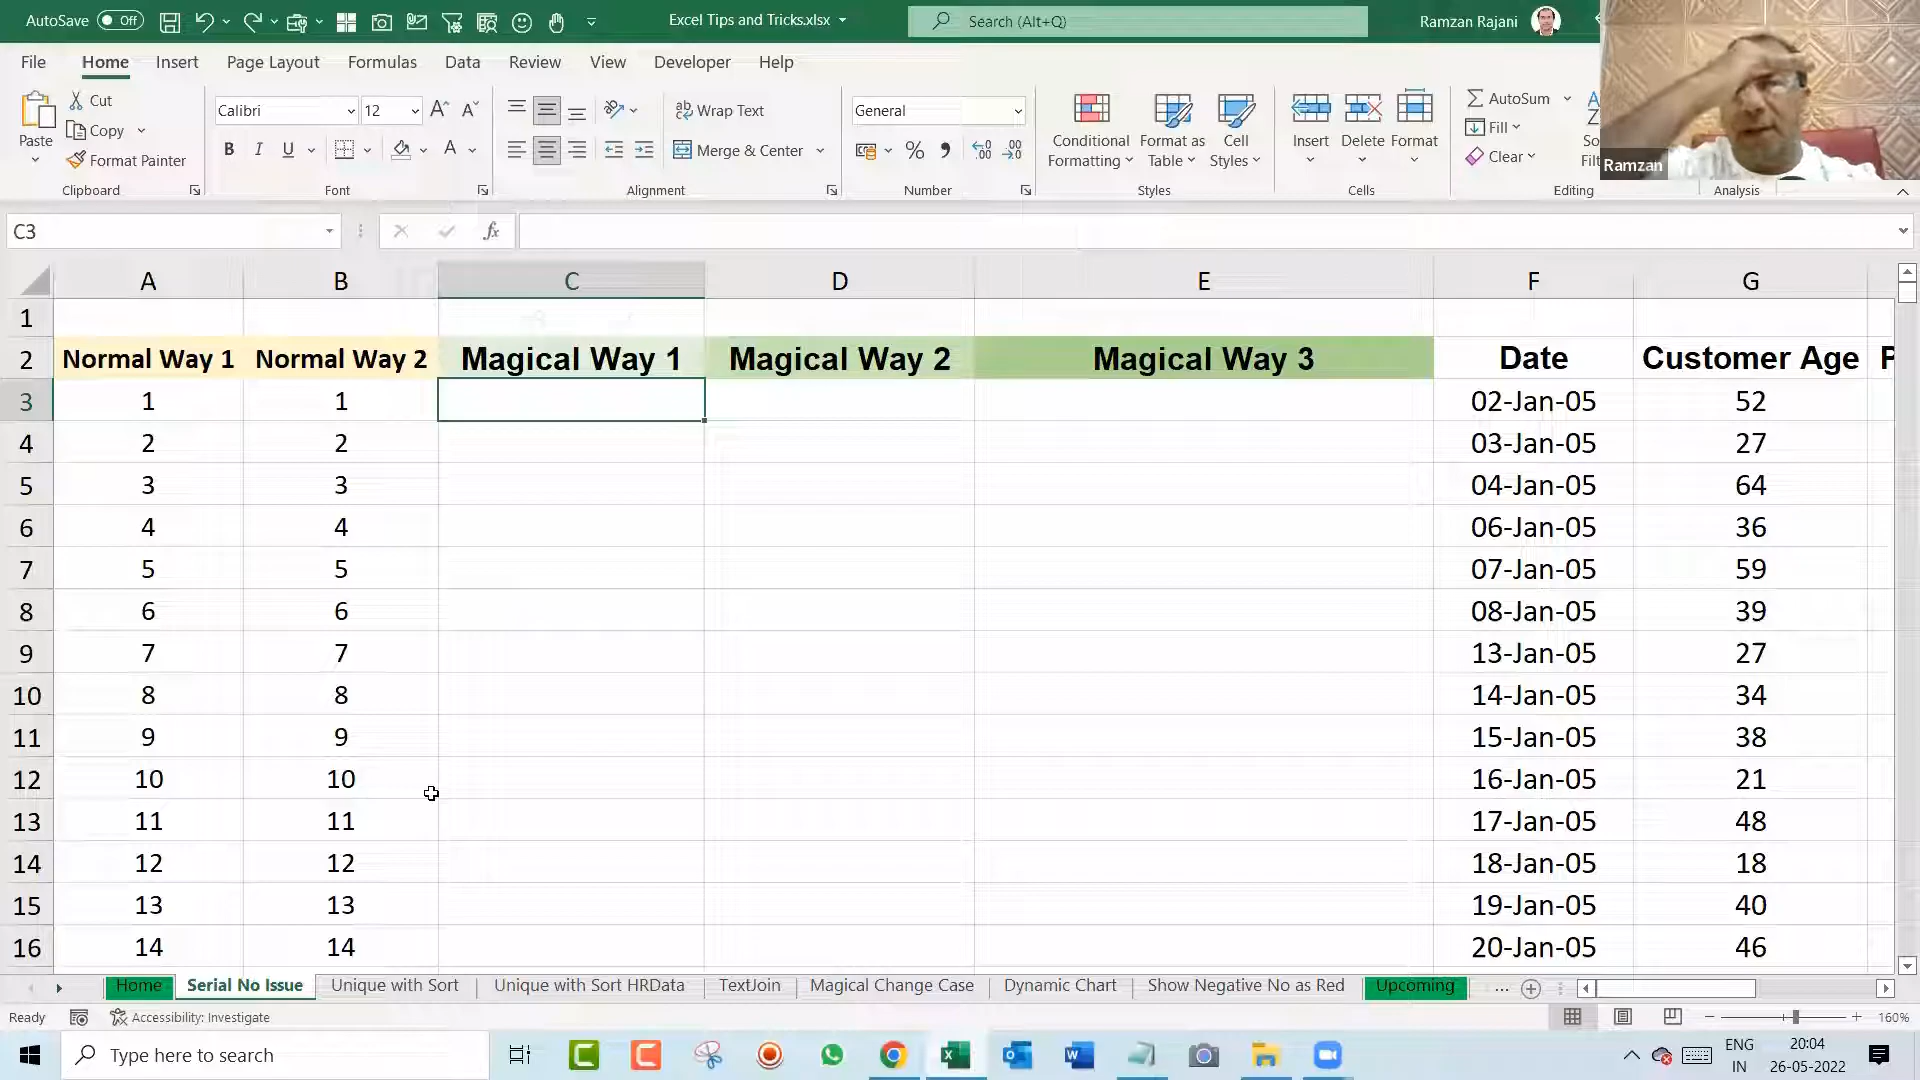 AutoSave Off Excel Tips and Tricks.xlsx Search (Alt+Q) Ramzan Rajani
File Home Insert Page Layout Formulas Data Review View Developer Help
Paste Cut Copy Format Painter
Calibri 12 A A
B I U A
ab Wrap Text
Merge & Center
General
% 9 .00
Conditional Formatting
Format as Table
Cell Styles
Insert Delete Format
AutoSum
Fill
Clear
Ramzan
Clipboard Font Alignment Number Styles Cells Editing Analysis
C3 fx
A B C D E F G
1
2 Normal Way 1 Normal Way 2 Magical Way 1 Magical Way 2 Magical Way 3 Date Customer Age
3 1 1 02-Jan-05 52
4 2 2 03-Jan-05 27
5 3 3 04-Jan-05 64
6 4 4 06-Jan-05 36
7 5 5 07-Jan-05 59
8 6 6 08-Jan-05 39
9 7 7 13-Jan-05 27
10 8 8 14-Jan-05 34
11 9 9 15-Jan-05 38
12 10 10 16-Jan-05 21
13 11 11 17-Jan-05 48
14 12 12 18-Jan-05 18
15 13 13 19-Jan-05 40
16 14 14 20-Jan-05 46
Home Serial No Issue Unique with Sort Unique with Sort HRData TextJoin Magical Change Case Dynamic Chart Show Negative No as Red Upcoming ...
Ready Accessibility: Investigate 160%
Type here to search ENG IN 20:04 26-05-2022